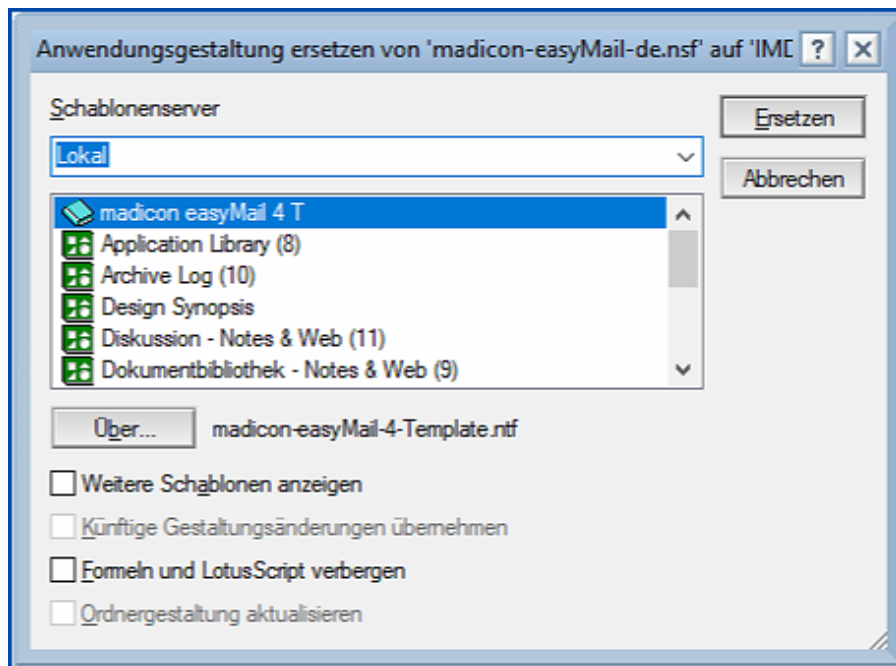 Anwendungsgestaltung ersetzen von 'madicon-easyMail-de.nsf' auf 'IME
Schablonenserver
Ersetzen
Lokal
Abbrechen
madicon easyMail 4 T
Application Library (8)
Archive Log (10)
Design Synopsis
Diskussion - Notes & Web (11)
Dokumentbibliothek - Notes & Web (9)
Über... madicon-easyMail-4-Template.ntf
Weitere Schablonen anzeigen
Künftige Gestaltungsänderungen übernehmen
Formeln und LotusScript verbergen
Ordnergestaltung aktualisieren